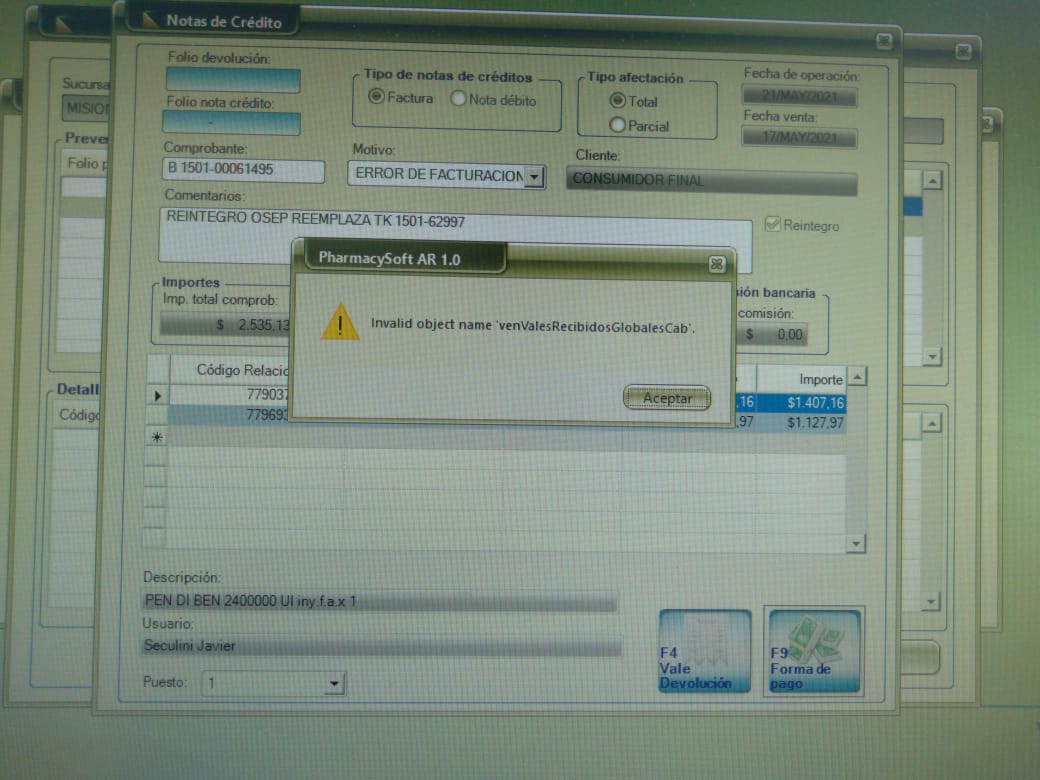 Notas de Crédito
Sucursa
MISION
Preve
Folio p
Detall
Código
Folio devolución:
Folio nota crédito:
-
Tipo de notas de créditos
Factura
Nota débito
Tipo afectación
Total
Parcial
Fecha de operación:
21/MAY/2021
Fecha venta:
17/MAY/2021
Comprobante:
B 1501-00061495
Motivo:
ERROR DE FACTURACION
Cliente:
CONSUMIDOR FINAL
Comentarios:
REINTEGRO OSEP REEMPLAZA TK 1501-62997
Reintegro
Importes
Imp. total comprob:
$ 2.535,13
sión bancaria
comisión:
$ 0,00
PharmacySoft AR 1.0
Invalid object name 'venValesRecibidosGlobalesCab'.
Aceptar
Código Relacio
Importe
779037
,16
$1.407,16
779693
,97
$1.127,97
Descripción:
PEN DI BEN 2400000 UI iny.f.a.x 1
Usuario:
Seculini Javier
Puesto:
1
F4
Vale
Devolución
F9
Forma de
pago